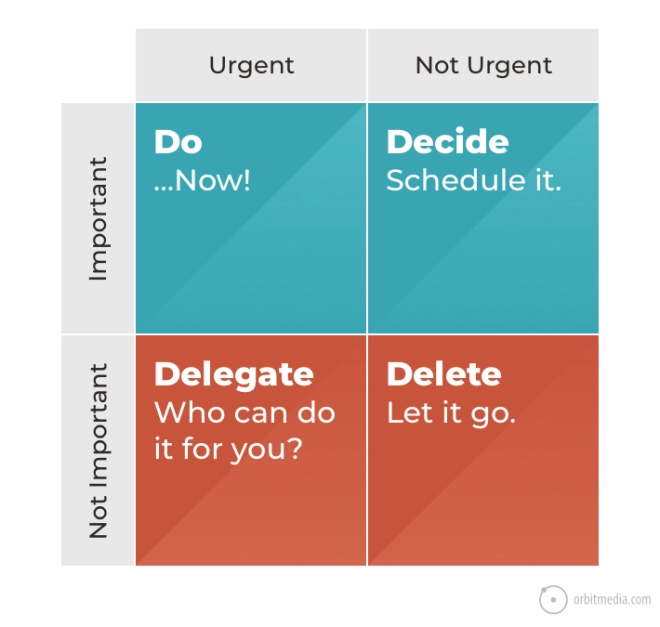 Urgent
Not Urgent
Important
Do
...Now!
Decide
Schedule it.
Not Important
Delegate
Who can do
it for you?
Delete
Let it go.
orbitmedia.com